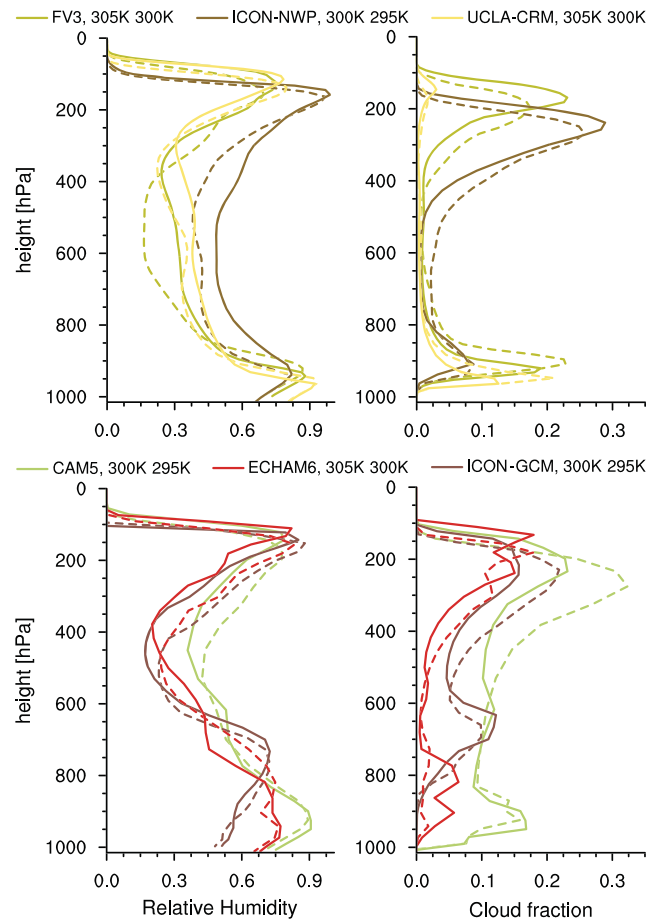 FV3, 305K 300K ICON-NWP, 300K 295K UCLA-CRM, 305K 300K
0 0
200 200
400 400
600 600
800 800
1000 1000
height [hPa]
0.0 0.3 0.6 0.9 0.0 0.1 0.2 0.3
CAM5, 300K 295K ECHAM6, 305K 300K ICON-GCM, 300K 295K
0 0
200 200
400 400
600 600
800 800
1000 1000
height [hPa]
0.0 0.3 0.6 0.9 0.0 0.1 0.2 0.3
Relative Humidity Cloud fraction